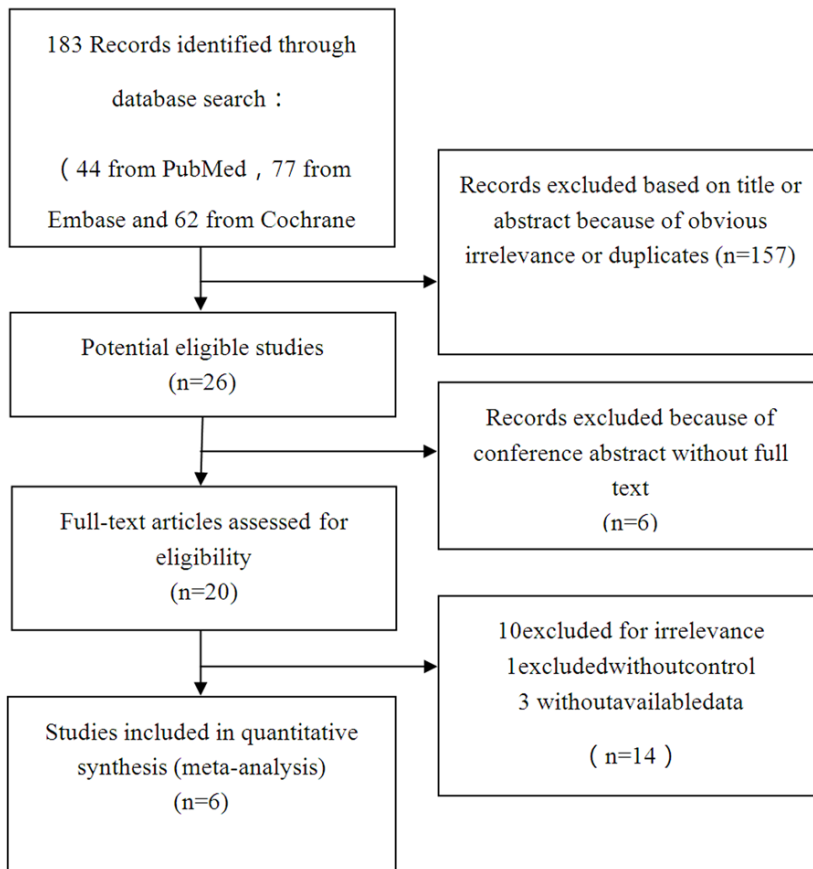 183 Records identified through
database search：
（44 from PubMed，77 from
Embase and 62 from Cochrane
Records excluded based on title or
abstract because of obvious
irrelevance or duplicates (n=157)
Potential eligible studies
(n=26)
Records excluded because of
conference abstract without full
text
(n=6)
Full-text articles assessed for
eligibility
(n=20)
10excluded for irrelevance
1excludedwithoutcontrol
3 withoutavailabledata
（n=14）
Studies included in quantitative
synthesis (meta-analysis)
(n=6)